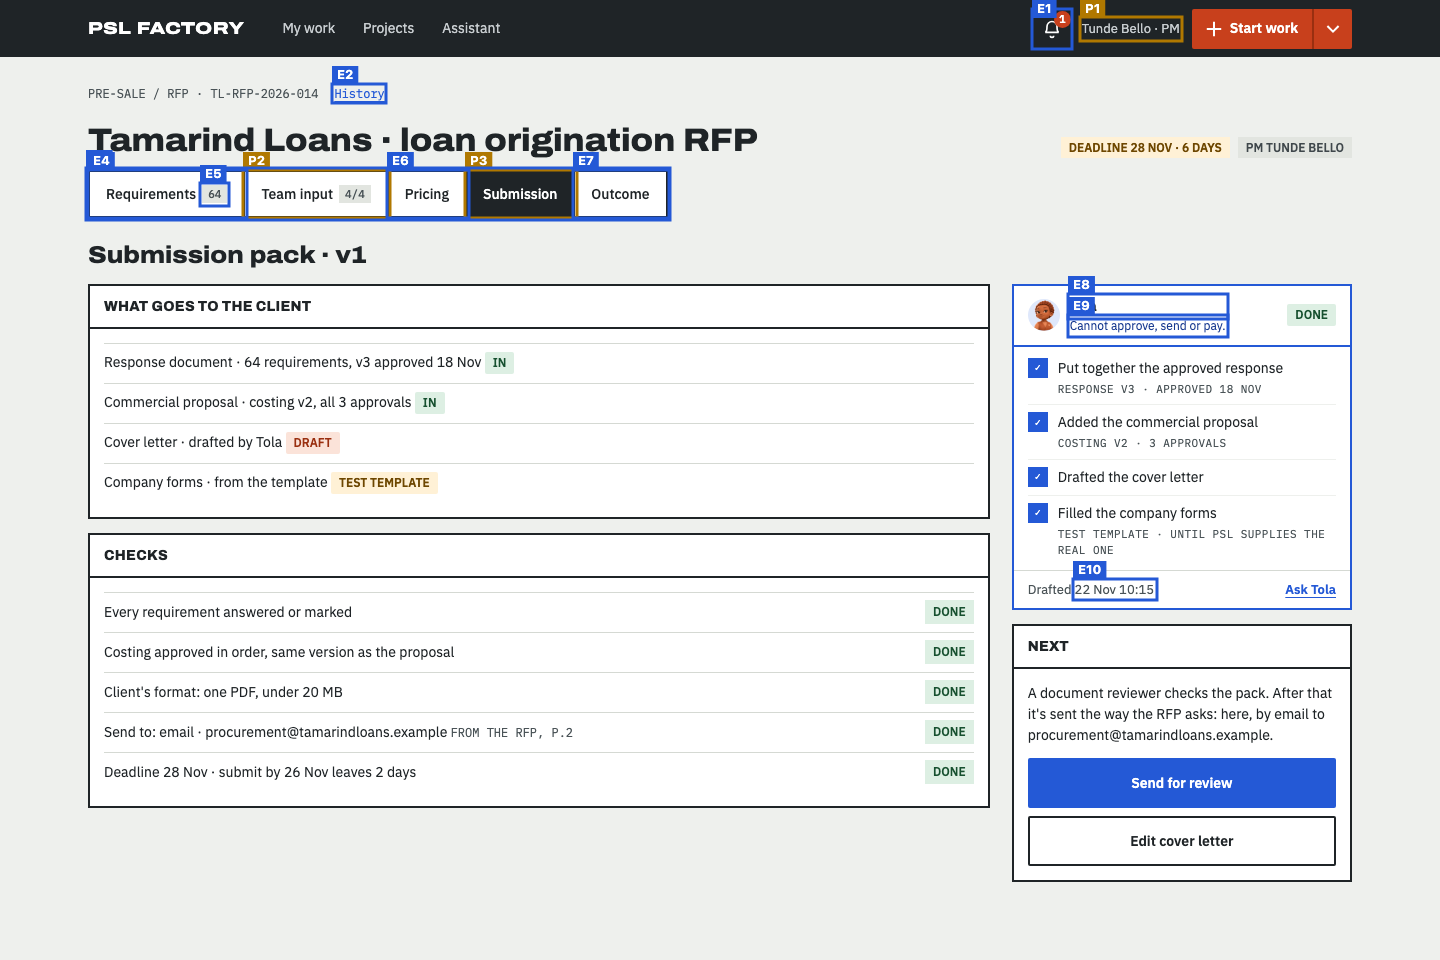 PSL FACTORY
My work
Projects
Assistant
E1
1
P1
Tunde Bello · PM
Start work
E2
PRE-SALE / RFP · TL-RFP-2026-014
History
Tamarind Loans · loan origination RFP
DEADLINE 28 NOV · 6 DAYS
PM TUNDE BELLO
E4
E5
P2
E6
P3
E7
Requirements 64
Team input 4/4
Pricing
Submission
Outcome
Submission pack · v1
WHAT GOES TO THE CLIENT
Response document · 64 requirements, v3 approved 18 Nov IN
Commercial proposal · costing v2, all 3 approvals IN
Cover letter · drafted by Tola DRAFT
Company forms · from the template TEST TEMPLATE
CHECKS
Every requirement answered or marked DONE
Costing approved in order, same version as the proposal DONE
Client's format: one PDF, under 20 MB DONE
Send to: email · procurement@tamarindloans.example FROM THE RFP, P.2 DONE
Deadline 28 Nov · submit by 26 Nov leaves 2 days DONE
E8
E9
Cannot approve, send or pay.
DONE
Put together the approved response
RESPONSE V3 · APPROVED 18 NOV
Added the commercial proposal
COSTING V2 · 3 APPROVALS
Drafted the cover letter
Filled the company forms
TEST TEMPLATE · UNTIL PSL SUPPLIES THE
REAL ONE
E10
Drafted 22 Nov 10:15
Ask Tola
NEXT
A document reviewer checks the pack. After that
it's sent the way the RFP asks: here, by email to
procurement@tamarindloans.example.
Send for review
Edit cover letter